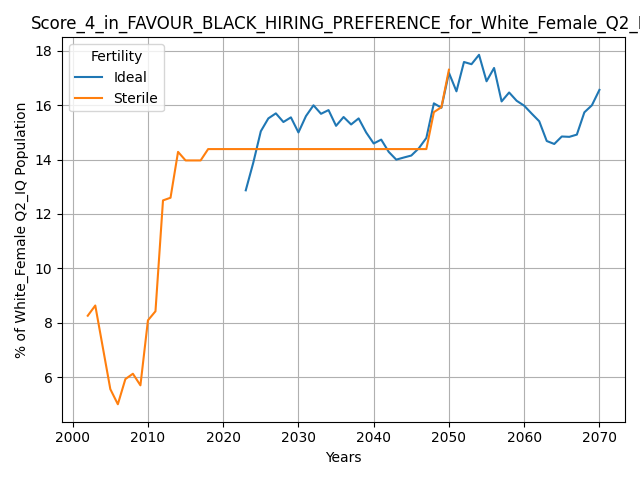 Score_4_in_FAVOUR_BLACK_HIRING_PREFERENCE_for_White_Female_Q2_I
Fertility
Ideal
Sterile
% of White_Female Q2_IQ Population
18
16
14
12
10
8
6
2000 2010 2020 2030 2040 2050 2060 2070
Years